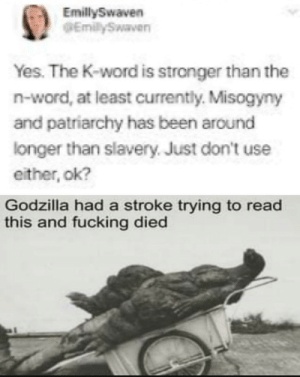 EmillySwaven
@EmilySwaven
Yes. The K-word is stronger than the
n-word, at least currently. Misogyny
and patriarchy has been around
longer than slavery. Just don't use
either, ok?
Godzilla had a stroke trying to read
this and fucking died